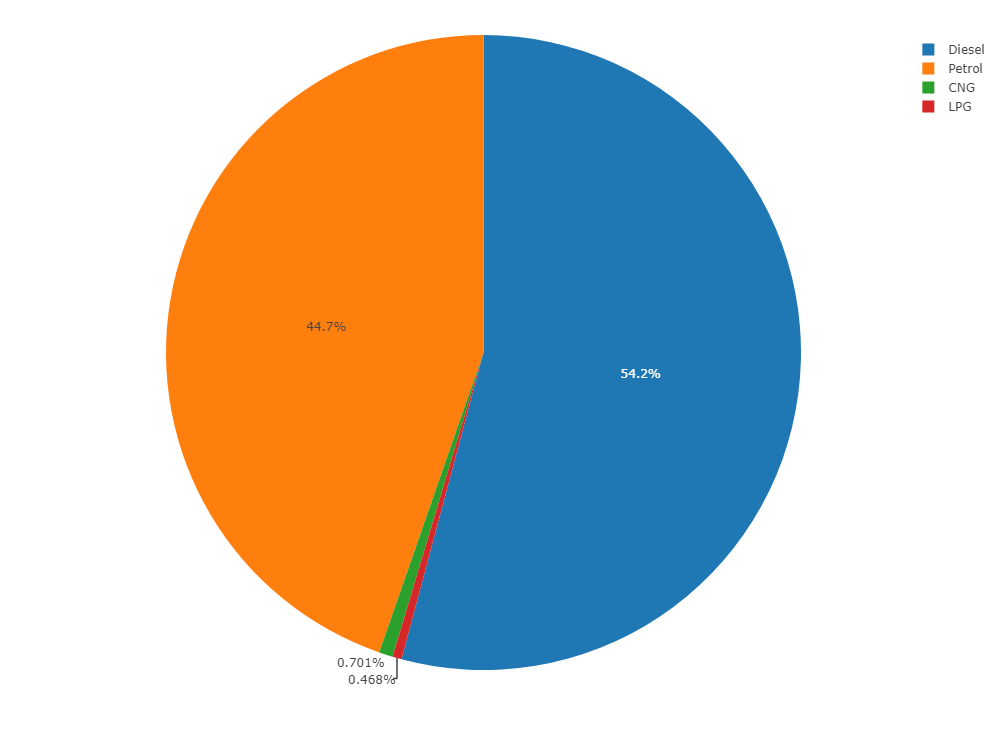 Diesel
Petrol
CNG
LPG
44.7%
54.2%
0.701%
0.468%